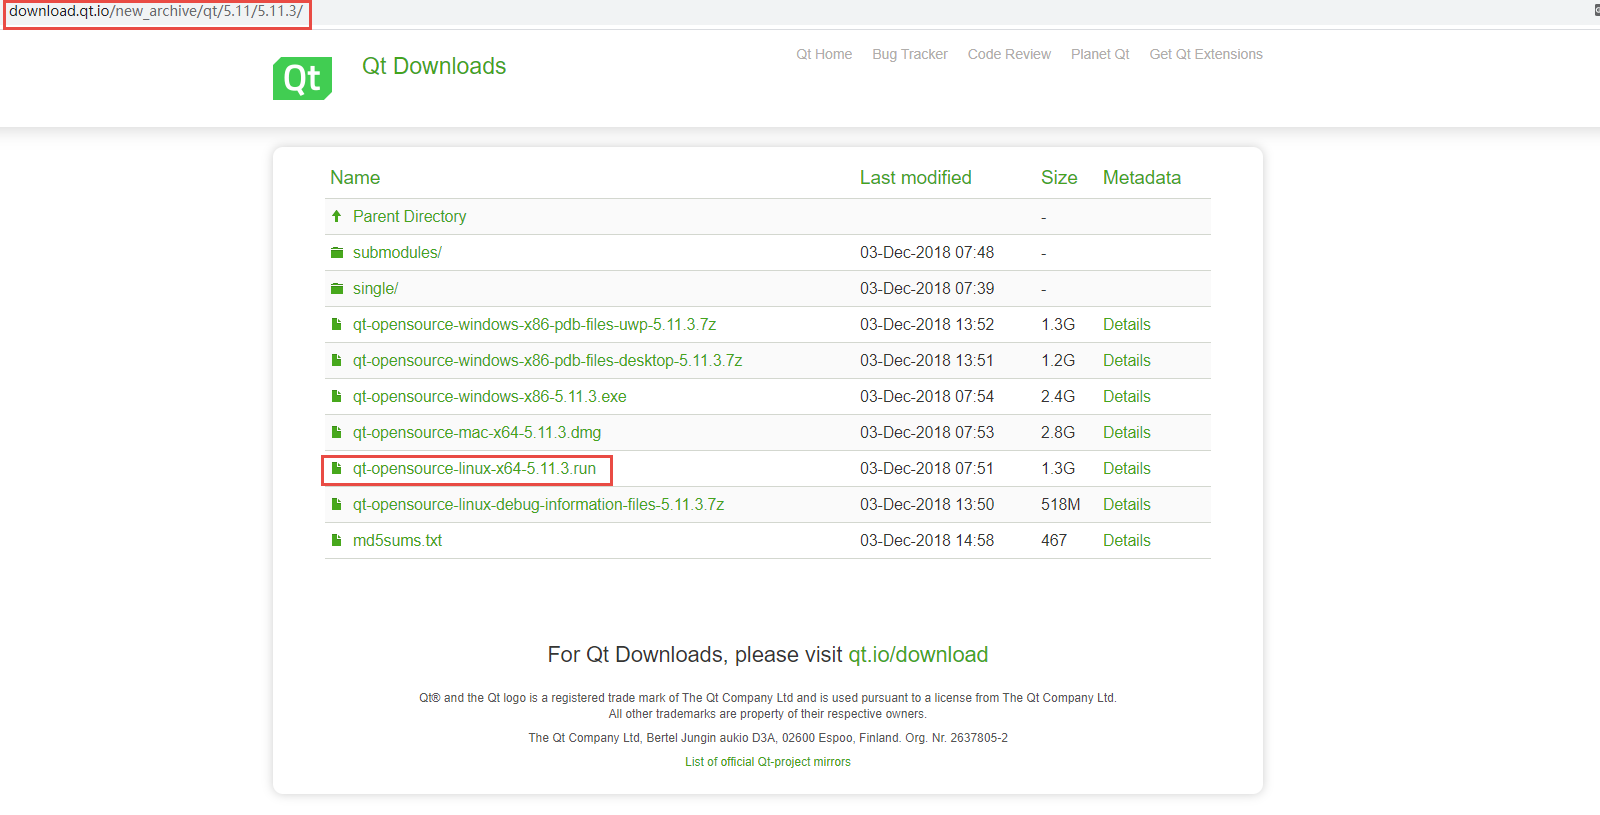 download.qt.io/new_archive/qt/5.11/5.11.3/
Qt
Qt Downloads
Qt Home Bug Tracker Code Review Planet Qt Get Qt Extensions
Name Last modified Size Metadata
Parent Directory -
submodules/ 03-Dec-2018 07:48 -
single/ 03-Dec-2018 07:39 -
qt-opensource-windows-x86-pdb-files-uwp-5.11.3.7z 03-Dec-2018 13:52 1.3G Details
qt-opensource-windows-x86-pdb-files-desktop-5.11.3.7z 03-Dec-2018 13:51 1.2G Details
qt-opensource-windows-x86-5.11.3.exe 03-Dec-2018 07:54 2.4G Details
qt-opensource-mac-x64-5.11.3.dmg 03-Dec-2018 07:53 2.8G Details
qt-opensource-linux-x64-5.11.3.run 03-Dec-2018 07:51 1.3G Details
qt-opensource-linux-debug-information-files-5.11.3.7z 03-Dec-2018 13:50 518M Details
md5sums.txt 03-Dec-2018 14:58 467 Details
For Qt Downloads, please visit qt.io/download
Qt® and the Qt logo is a registered trade mark of The Qt Company Ltd and is used pursuant to a license from The Qt Company Ltd.
All other trademarks are property of their respective owners.
The Qt Company Ltd, Bertel Jungin aukio D3A, 02600 Espoo, Finland. Org. Nr. 2637805-2
List of official Qt-project mirrors